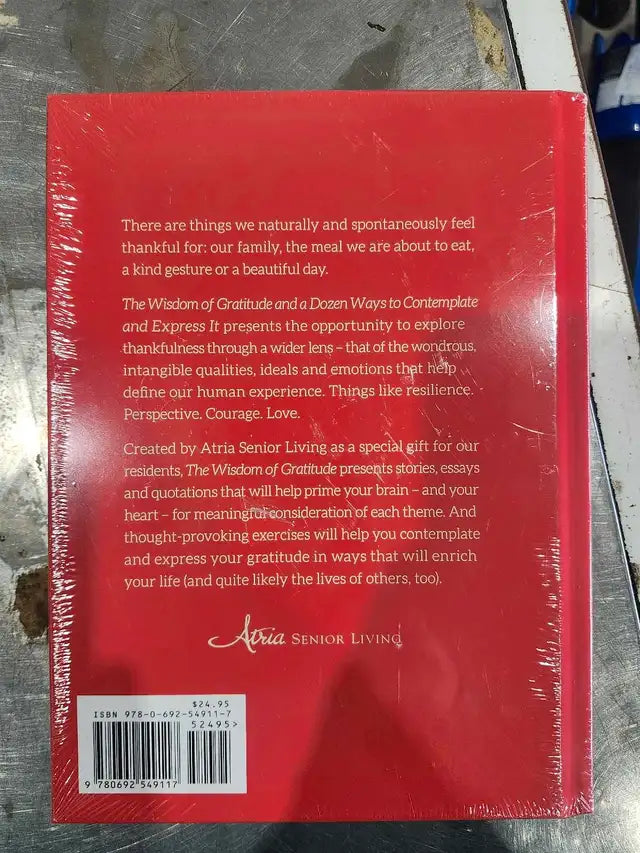 There are things we naturally and spontaneously feel
thankful for: our family, the meal we are about to eat,
a kind gesture or a beautiful day.
The Wisdom of Gratitude and a Dozen Ways to Contemplate
and Express It presents the opportunity to explore
thankfulness through a wider lens – that of the wondrous,
intangible qualities, ideals and emotions that help
define our human experience. Things like resilience.
Perspective. Courage. Love.
Created by Atria Senior Living as a special gift for our
residents, The Wisdom of Gratitude presents stories, essays
and quotations that will help prime your brain – and your
heart – for meaningful consideration of each theme. And
thought-provoking exercises will help you contemplate
and express your gratitude in ways that will enrich
your life (and quite likely the lives of others, too).
Atria SENIOR LIVING
$24.95
ISBN 978-0-692-54911-7
52495>
9 780692 549117